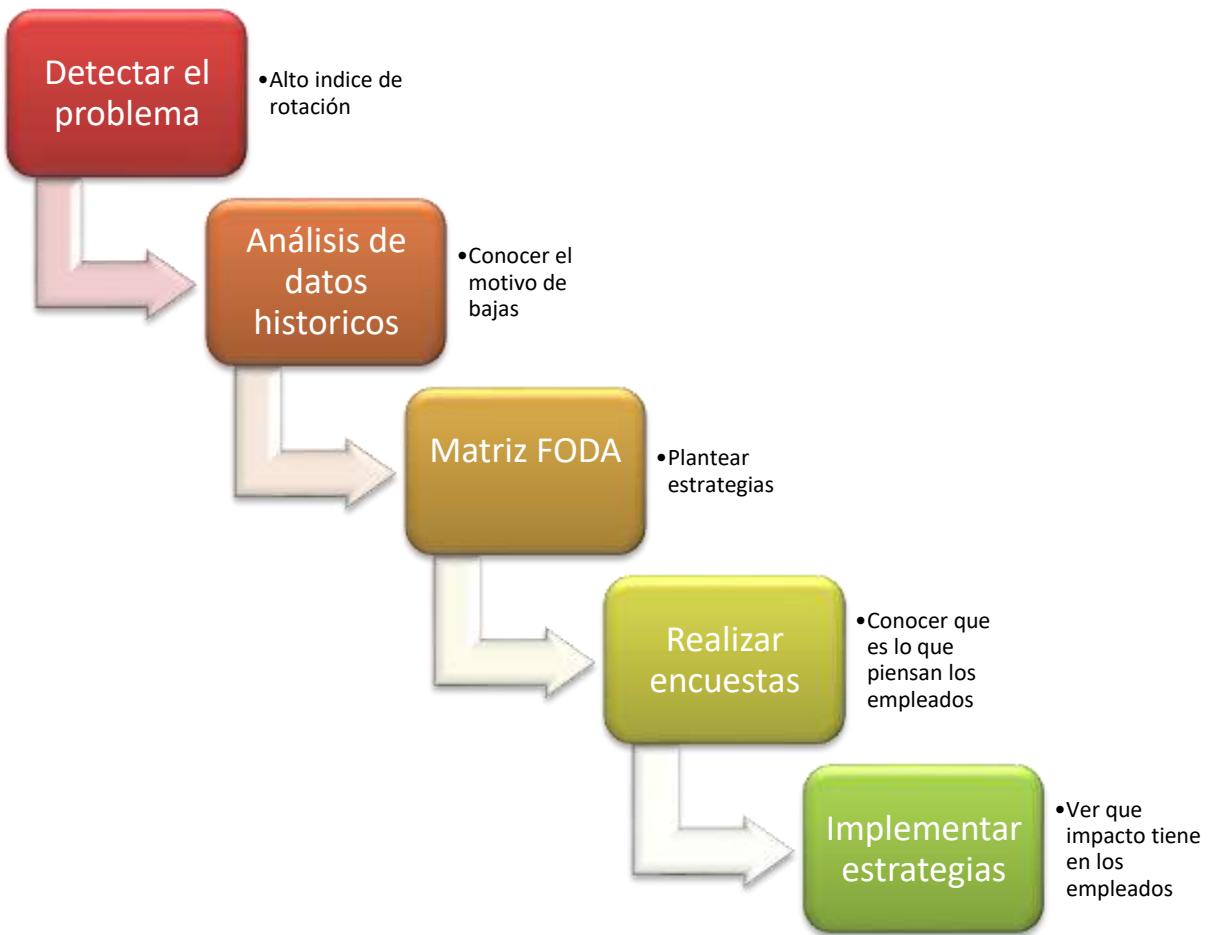 Detectar el
problema
•Alto indice de
rotación
Análisis de
datos
historicos
•Conocer el
motivo de
bajas
Matriz FODA
•Plantear
estrategias
Realizar
encuestas
•Conocer que
es lo que
piensan los
empleados
Implementar
estrategias
•Ver que
impacto tiene
en los
empleados